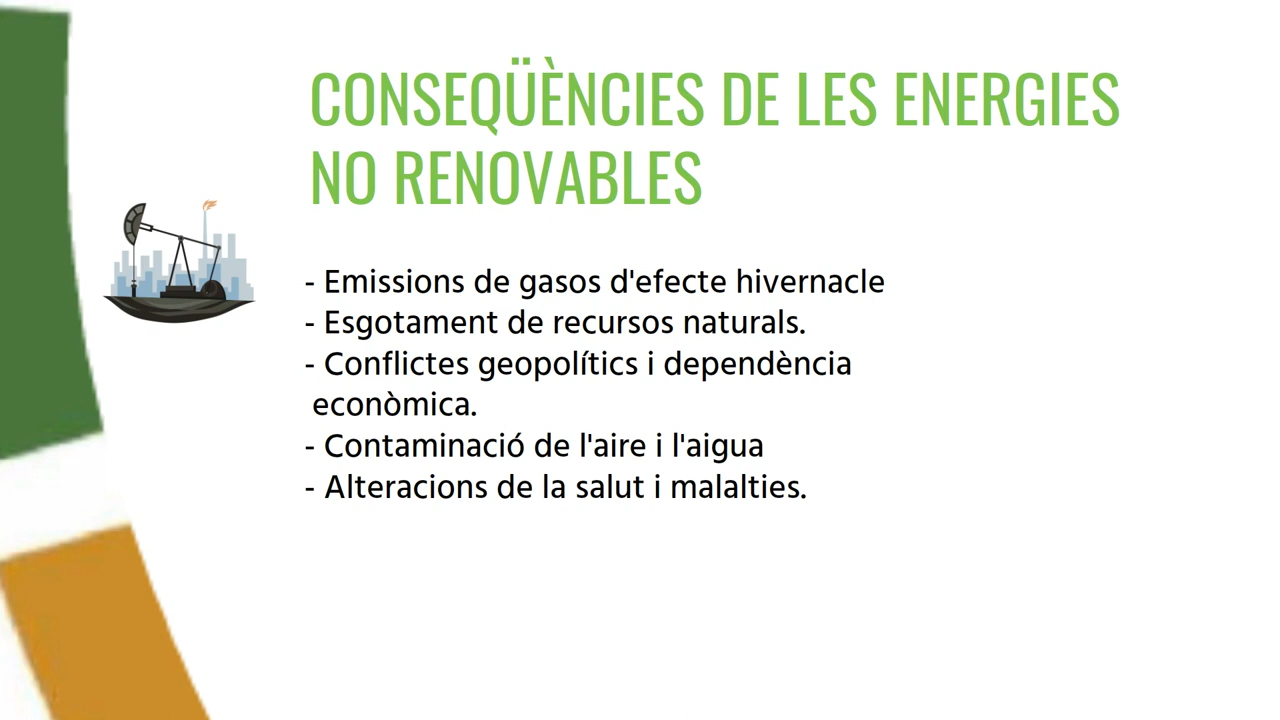 CONSEQÜÈNCIES DE LES ENERGIES
NO RENOVABLES
- Emissions de gasos d'efecte hivernacle
- Esgotament de recursos naturals.
- Conflictes geopolítics i dependència
econòmica.
- Contaminació de l'aire i l'aigua
- Alteracions de la salut i malalties.